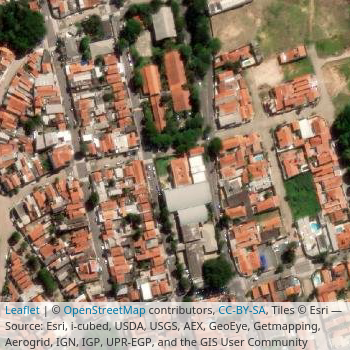 Leaflet | © OpenStreetMap contributors, CC-BY-SA, Tiles © Esri —
Source: Esri, i-cubed, USDA, USGS, AEX, GeoEye, Getmapping,
Aerogrid, IGN, IGP, UPR-EGP, and the GIS User Community